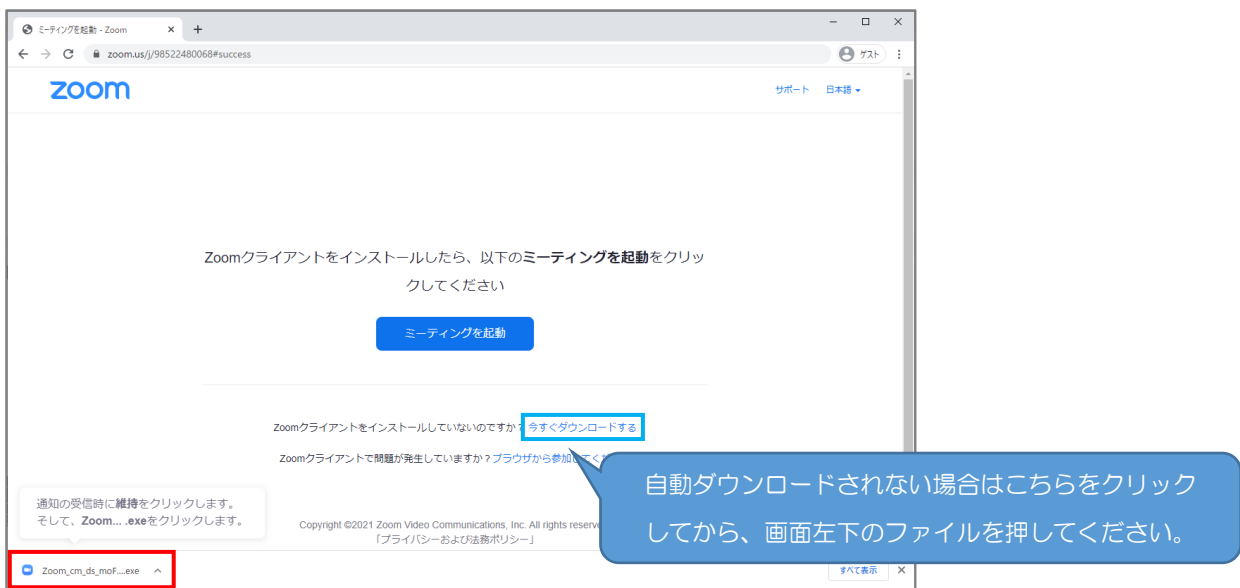 ミーティングを起動 - Zoom
zoom.us/j/98522480068#success
ゲスト
zoom
サポート 日本語
Zoomクライアントをインストールしたら、以下のミーティングを起動をクリッ
クしてください
ミーティングを起動
Zoomクライアントをインストールしていないのですか？今すぐダウンロードする
Zoomクライアントで問題が発生していますか？ブラウザから参加してくだ
自動ダウンロードされない場合はこちらをクリック
してから、画面左下のファイルを押してください。
通知の受信時に維持をクリックします。
そして、Zoom... .exeをクリックします。
Copyright ©2021 Zoom Video Communications, Inc. All rights reserve
「プライバシーおよび法務ポリシー」
Zoom_cm_ds_moF....exe
すべて表示